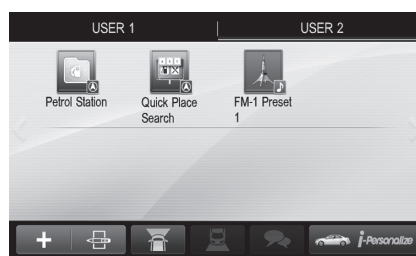 USER 1
USER 2
Petrol Station
Quick Place
Search
FM-1 Preset
1
i-Personalize